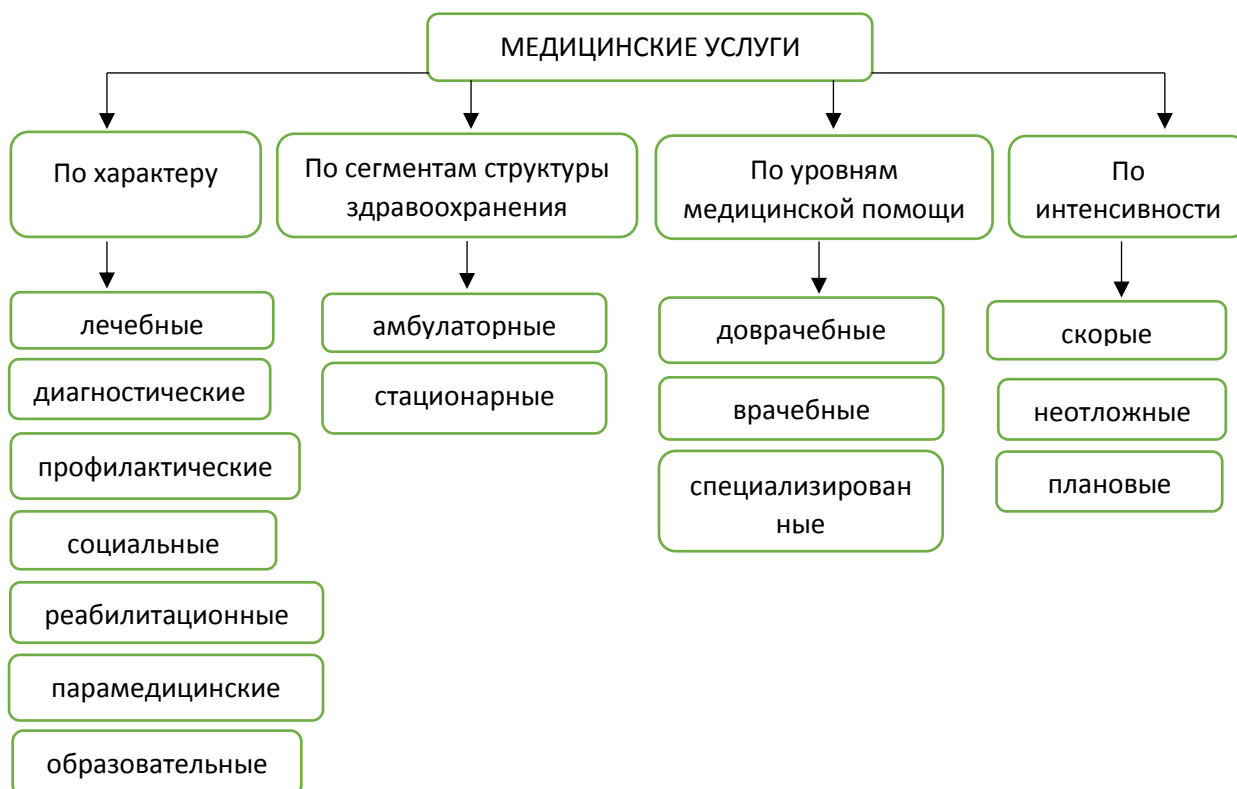 МЕДИЦИНСКИЕ УСЛУГИ
По характеру
По сегментам структуры
здравоохранения
По уровням
медицинской помощи
По
интенсивности
лечебные
диагностические
профилактические
социальные
реабилитационные
парамедицинские
образовательные
амбулаторные
стационарные
доврачебные
врачебные
специализирован
ные
скорые
неотложные
плановые